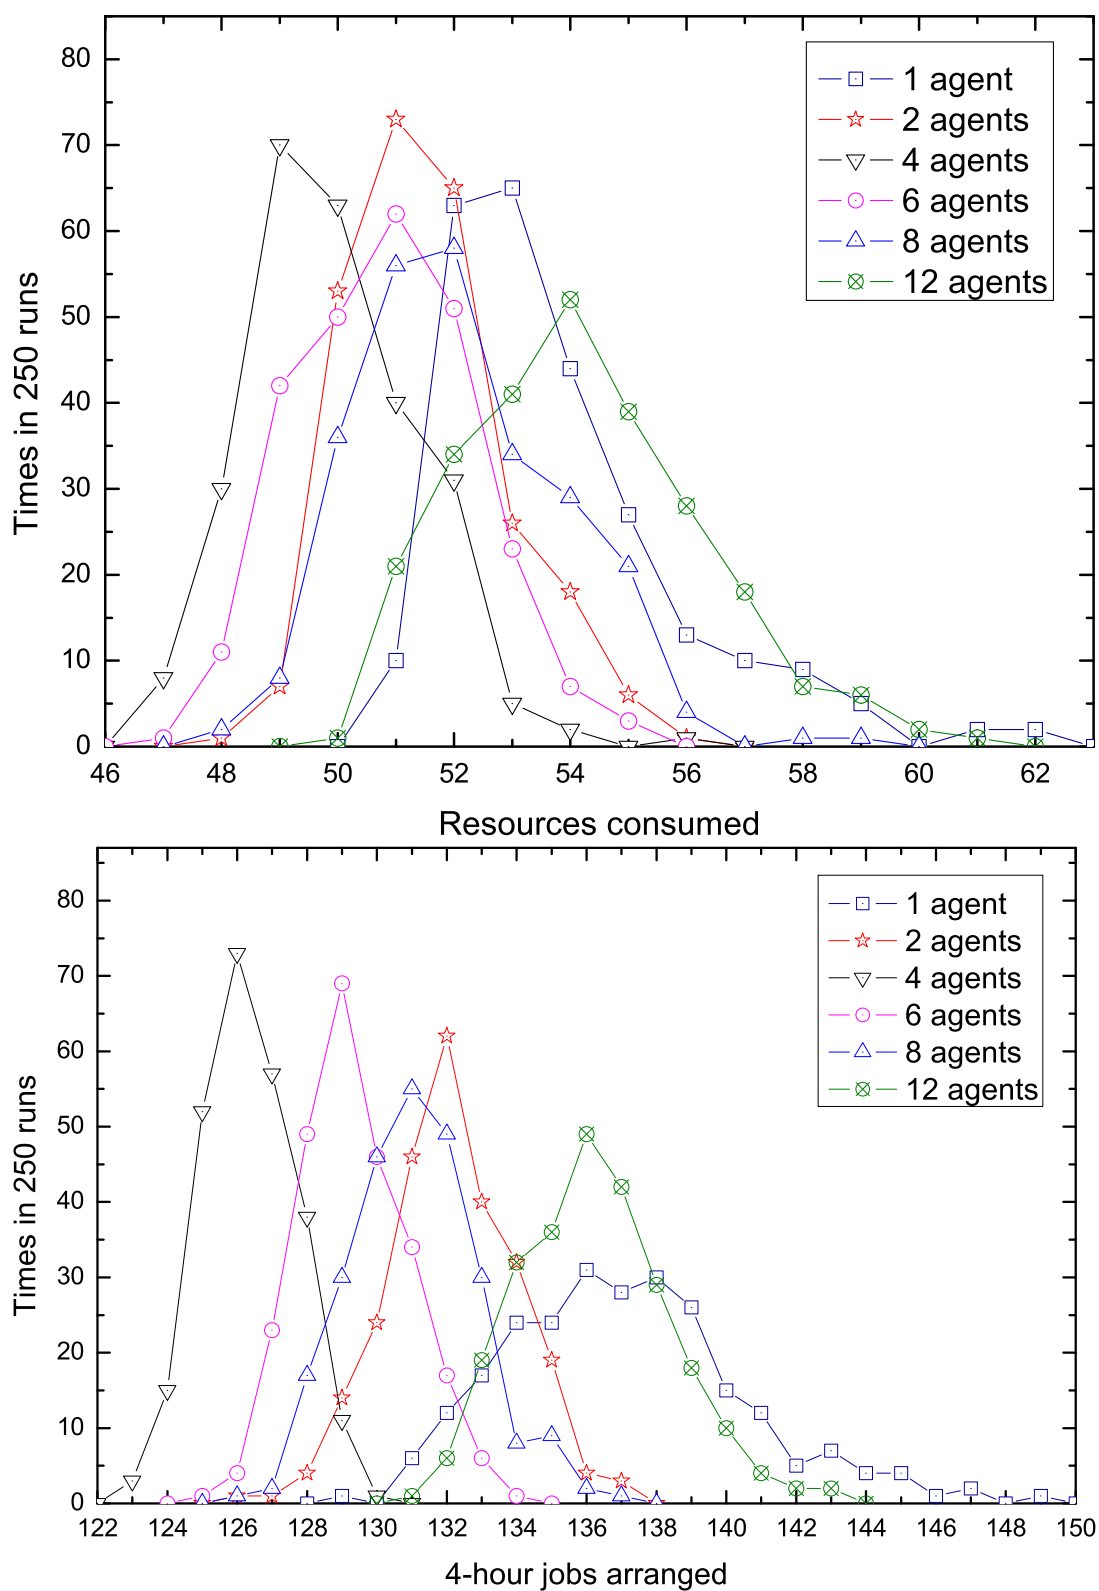 80
70
60
50
40
30
20
10
0
Times in 250 runs
1 agent
2 agents
4 agents
6 agents
8 agents
12 agents
46 48 50 52 54 56 58 60 62
Resources consumed
80
70
60
50
40
30
20
10
0
Times in 250 runs
1 agent
2 agents
4 agents
6 agents
8 agents
12 agents
122 124 126 128 130 132 134 136 138 140 142 144 146 148 150
4-hour jobs arranged